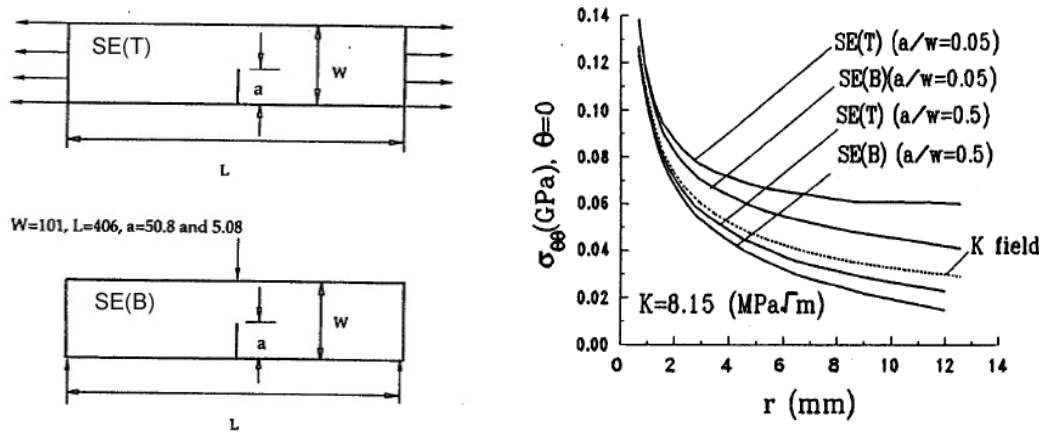 SE(T)
W
a
L
W=101, L=406, a=50.8 and 5.08
SE(B)
W
a
L
0.14
0.12
0.10
0.08
0.06
0.04
0.02
0.00
σθθ(GPa), θ=0
SE(T) (a/w=0.05)
SE(B)(a/w=0.05)
SE(T) (a/w=0.5)
SE(B) (a/w=0.5)
K field
K=8.15 (MPa√m)
0 2 4 6 8 10 12 14
r (mm)